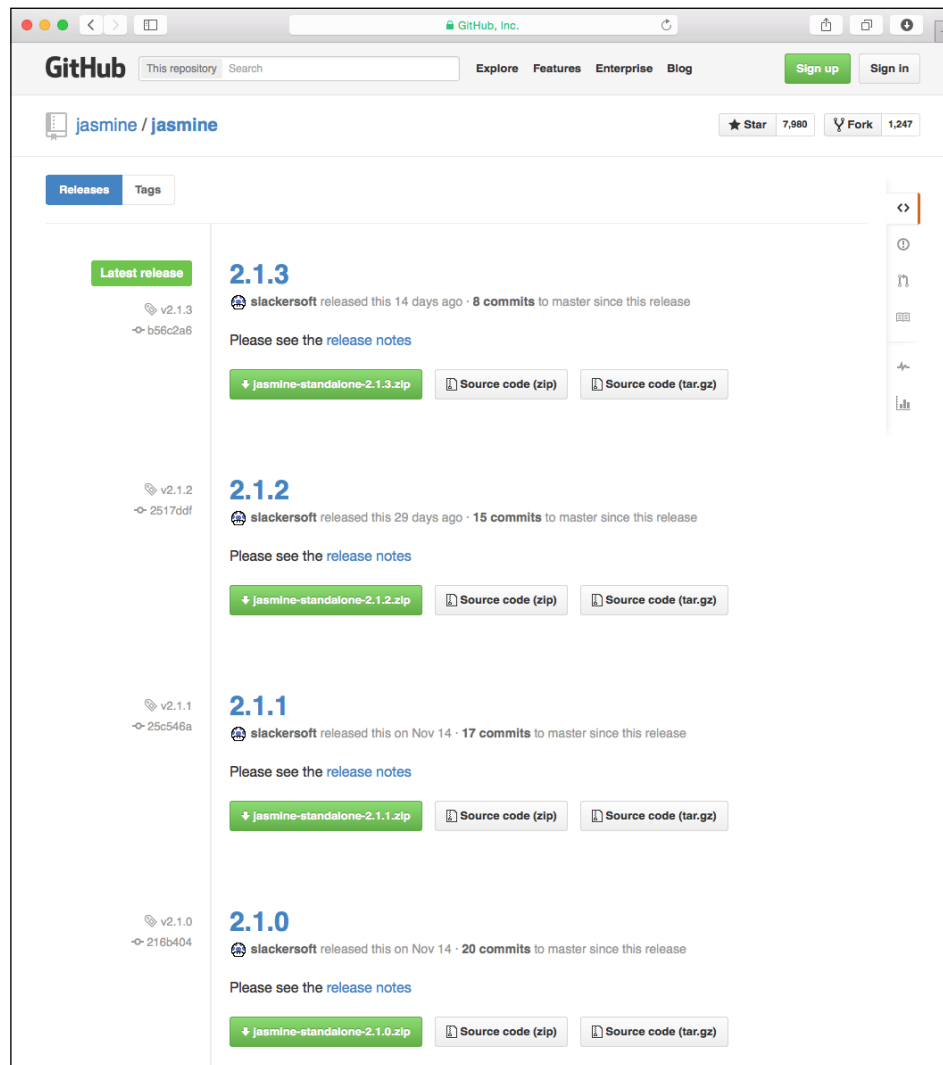 GitHub, Inc.
GitHub This repository Search Explore Features Enterprise Blog Sign up Sign in
jasmine / jasmine Star 7,980 Fork 1,247
Releases Tags
Latest release
v2.1.3
b56c2a6
2.1.3
slackersoft released this 14 days ago · 8 commits to master since this release
Please see the release notes
jasmine-standalone-2.1.3.zip Source code (zip) Source code (tar.gz)
v2.1.2
2517ddf
2.1.2
slackersoft released this 29 days ago · 15 commits to master since this release
Please see the release notes
jasmine-standalone-2.1.2.zip Source code (zip) Source code (tar.gz)
v2.1.1
25c546a
2.1.1
slackersoft released this on Nov 14 · 17 commits to master since this release
Please see the release notes
jasmine-standalone-2.1.1.zip Source code (zip) Source code (tar.gz)
v2.1.0
216b404
2.1.0
slackersoft released this on Nov 14 · 20 commits to master since this release
Please see the release notes
jasmine-standalone-2.1.0.zip Source code (zip) Source code (tar.gz)